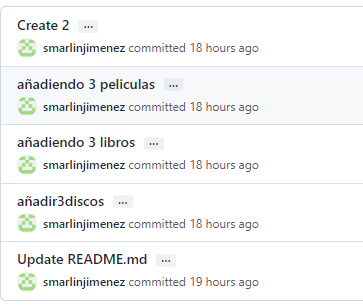 Create 2 ...
smarlinjimenez committed 18 hours ago
añadiendo 3 peliculas ...
smarlinjimenez committed 18 hours ago
añadiendo 3 libros ...
smarlinjimenez committed 18 hours ago
añadir3discos ...
smarlinjimenez committed 18 hours ago
Update README.md ...
smarlinjimenez committed 19 hours ago